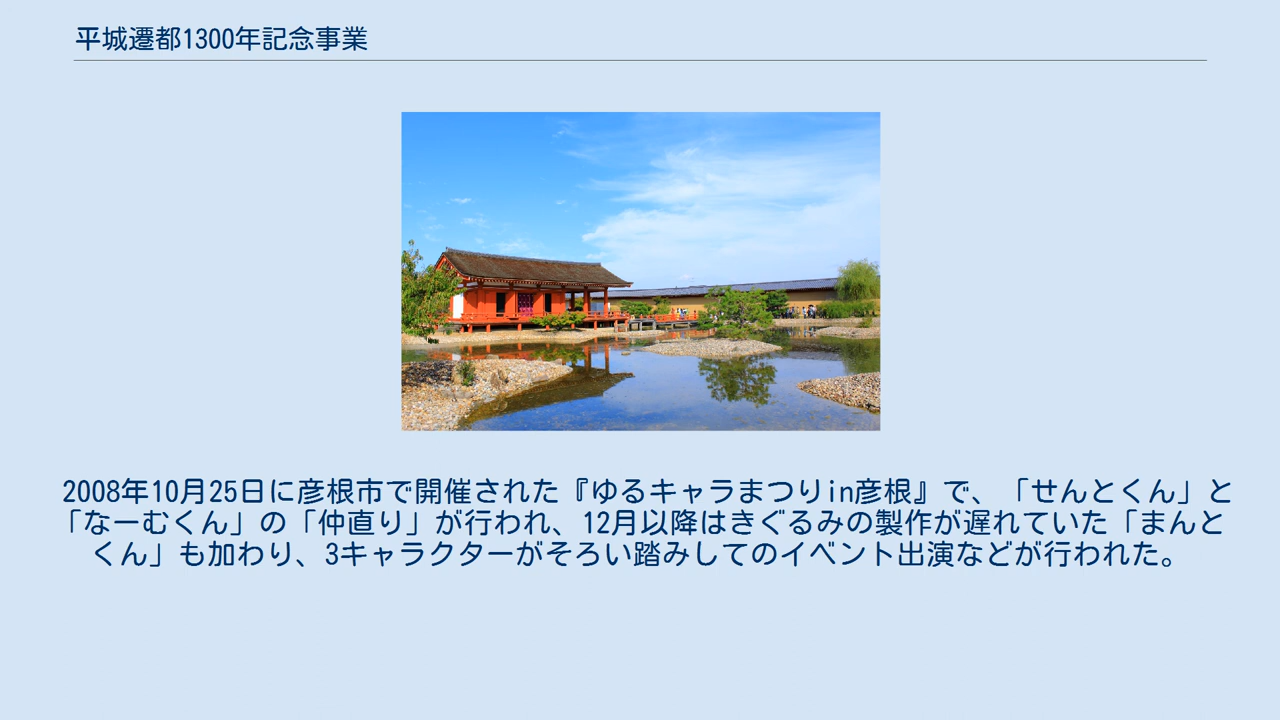 平城遷都1300年記念事業
2008年10月25日に彦根市で開催された『ゆるキャラまつりin彦根』で、「せんとくん」と
「なーむくん」の「仲直り」が行われ、12月以降はきぐるみの製作が遅れていた「まんと
くん」も加わり、3キャラクターがそろい踏みしてのイベント出演などが行われた。